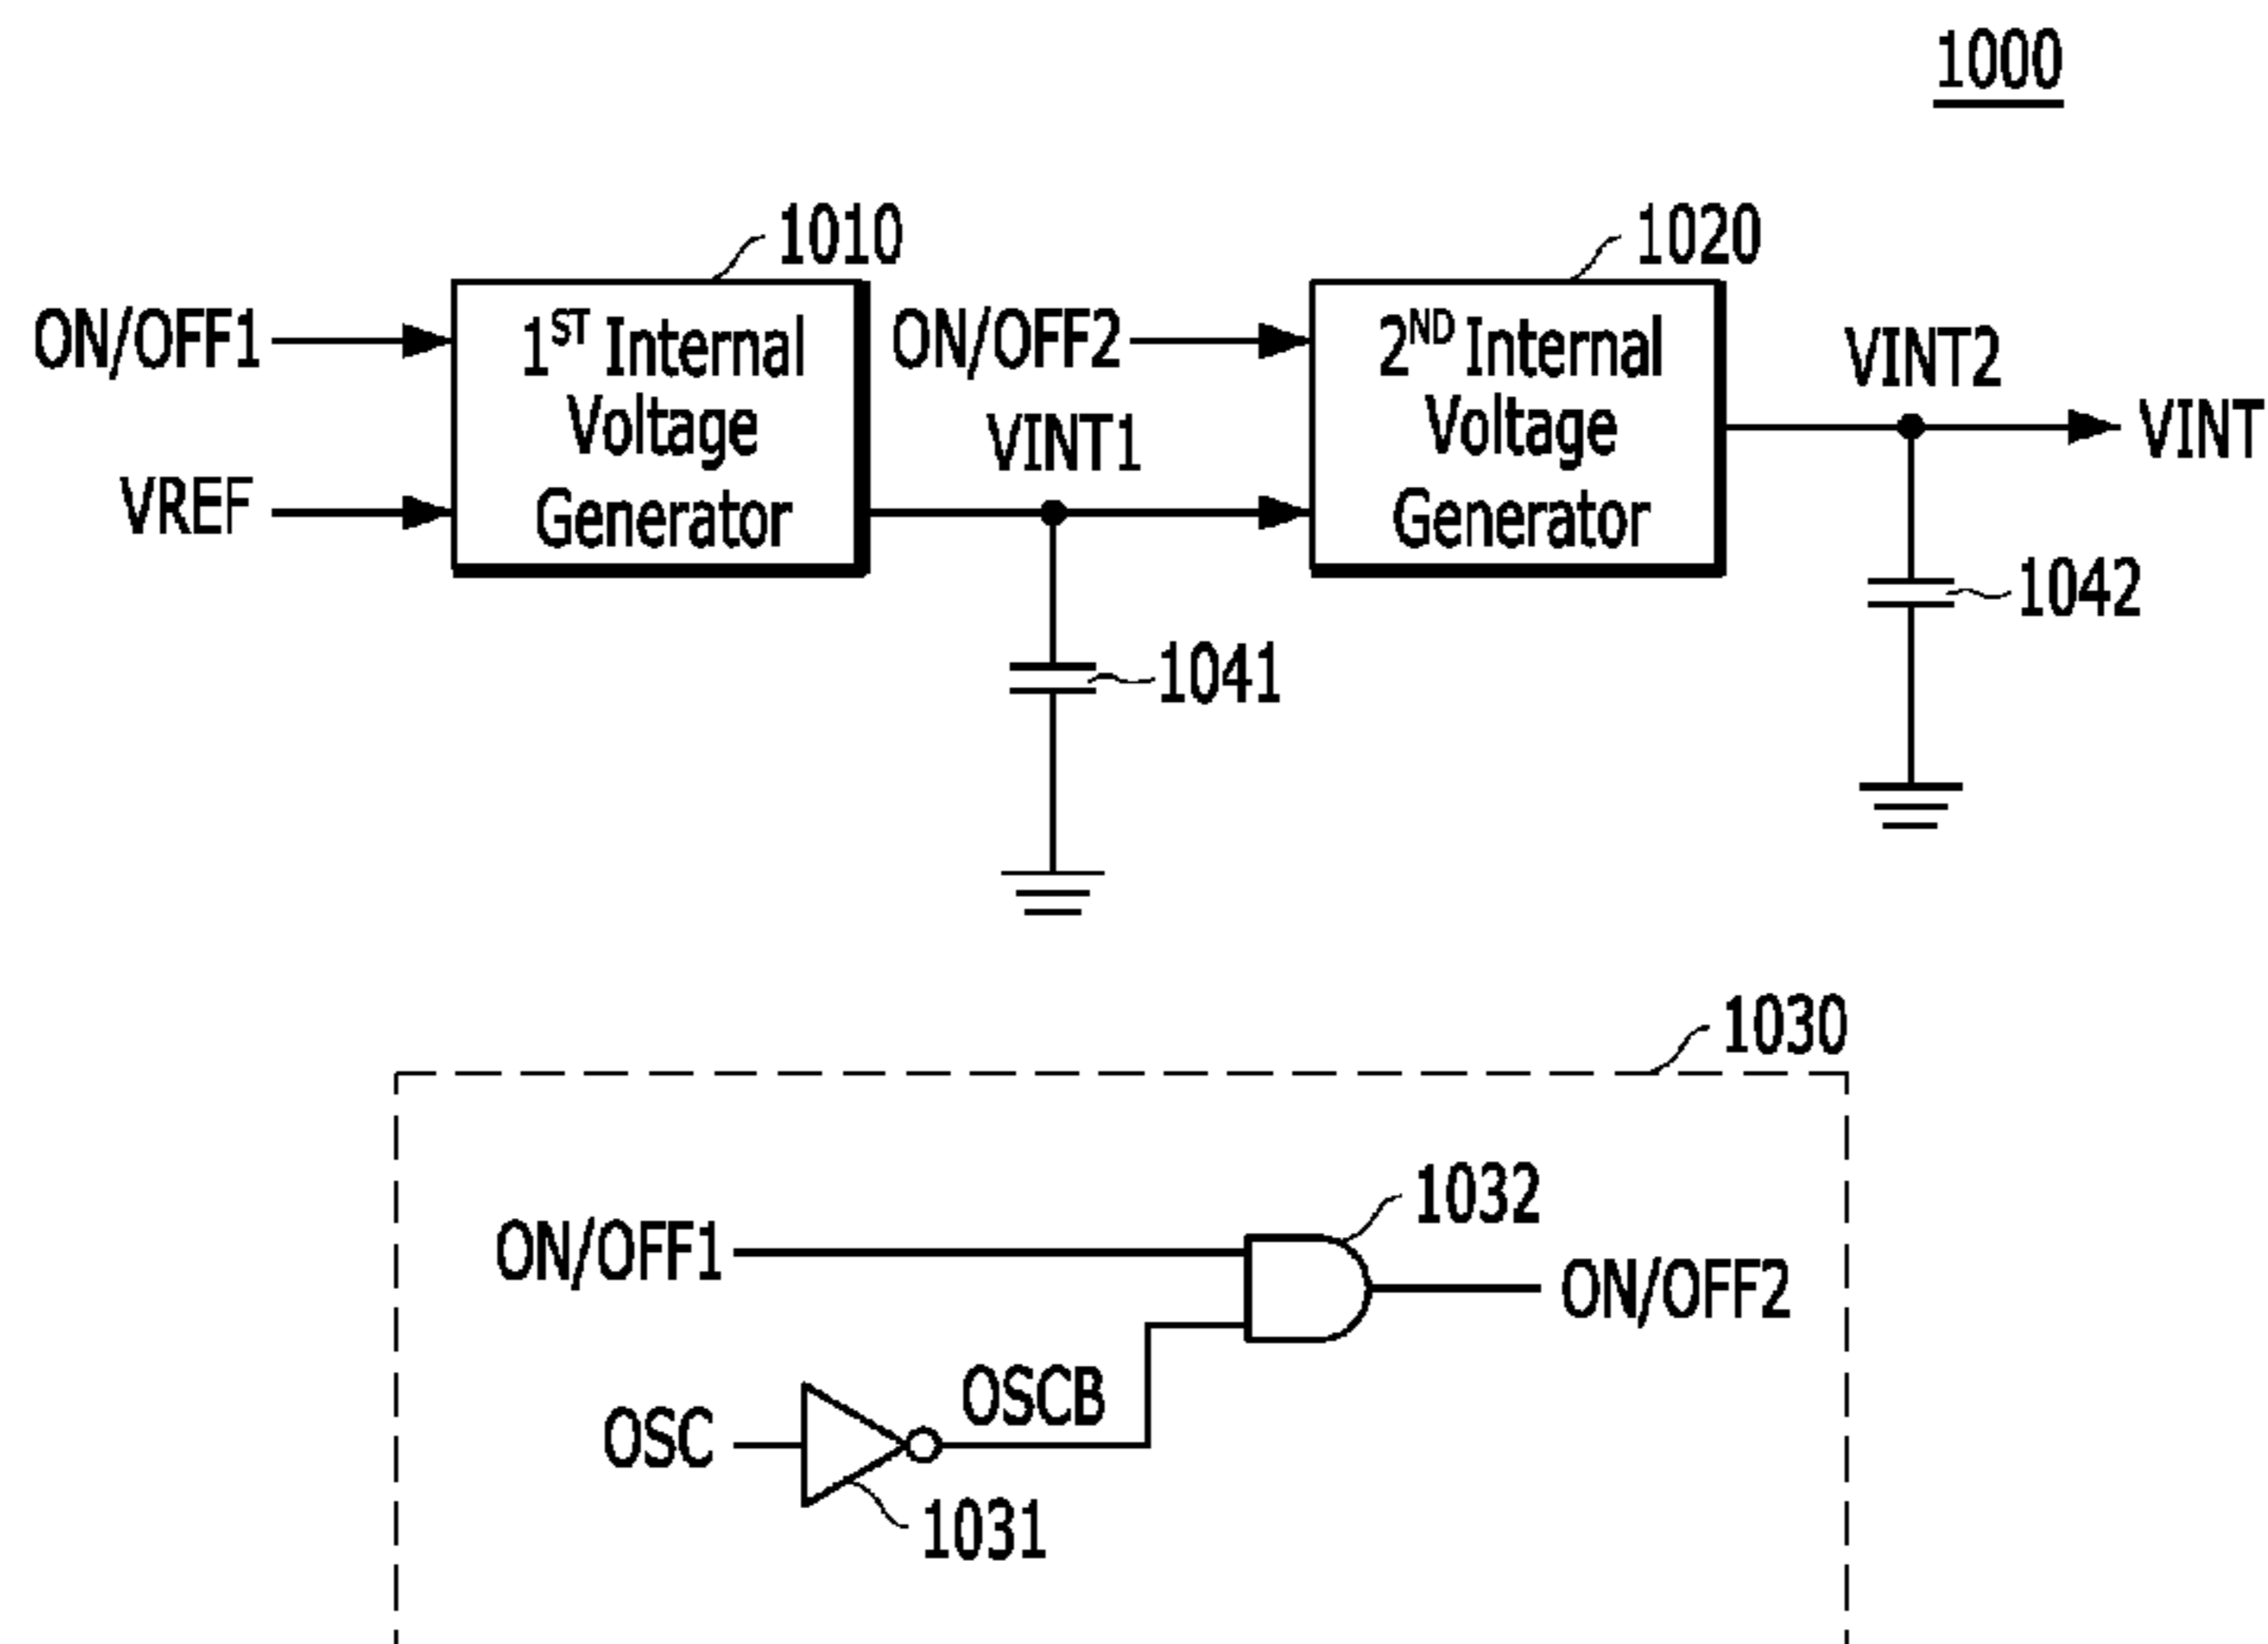 1000
1010
1020
ON/OFF1
1ST Internal
Voltage
Generator
VREF
ON/OFF2
VINT1
2ND Internal
Voltage
Generator
VINT2
VINT
1041
1042
1030
ON/OFF1
1032
ON/OFF2
OSC
OSCB
1031